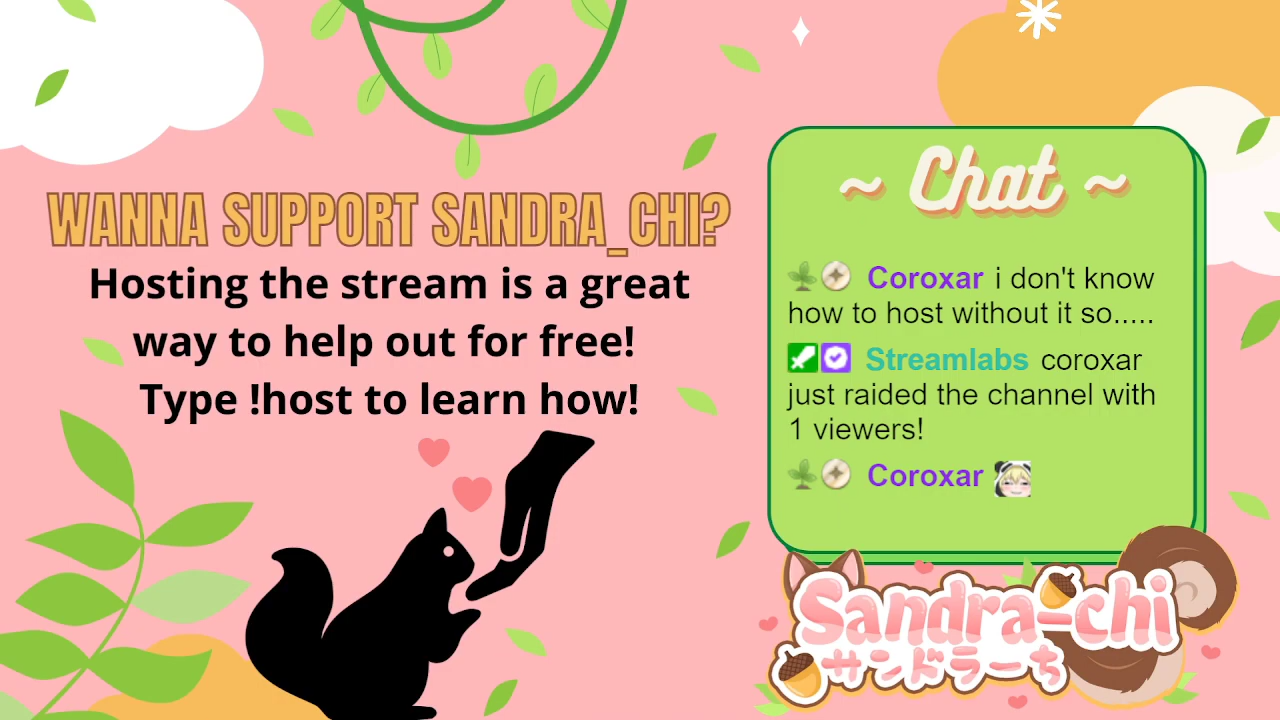 WANNA SUPPORT SANDRA_CHI?
Hosting the stream is a great
way to help out for free!
Type !host to learn how!
~ Chat ~
Coroxar i don't know
how to host without it so.....
Streamlabs coroxar
just raided the channel with
1 viewers!
Coroxar
Sandra_chi
サンドラーち